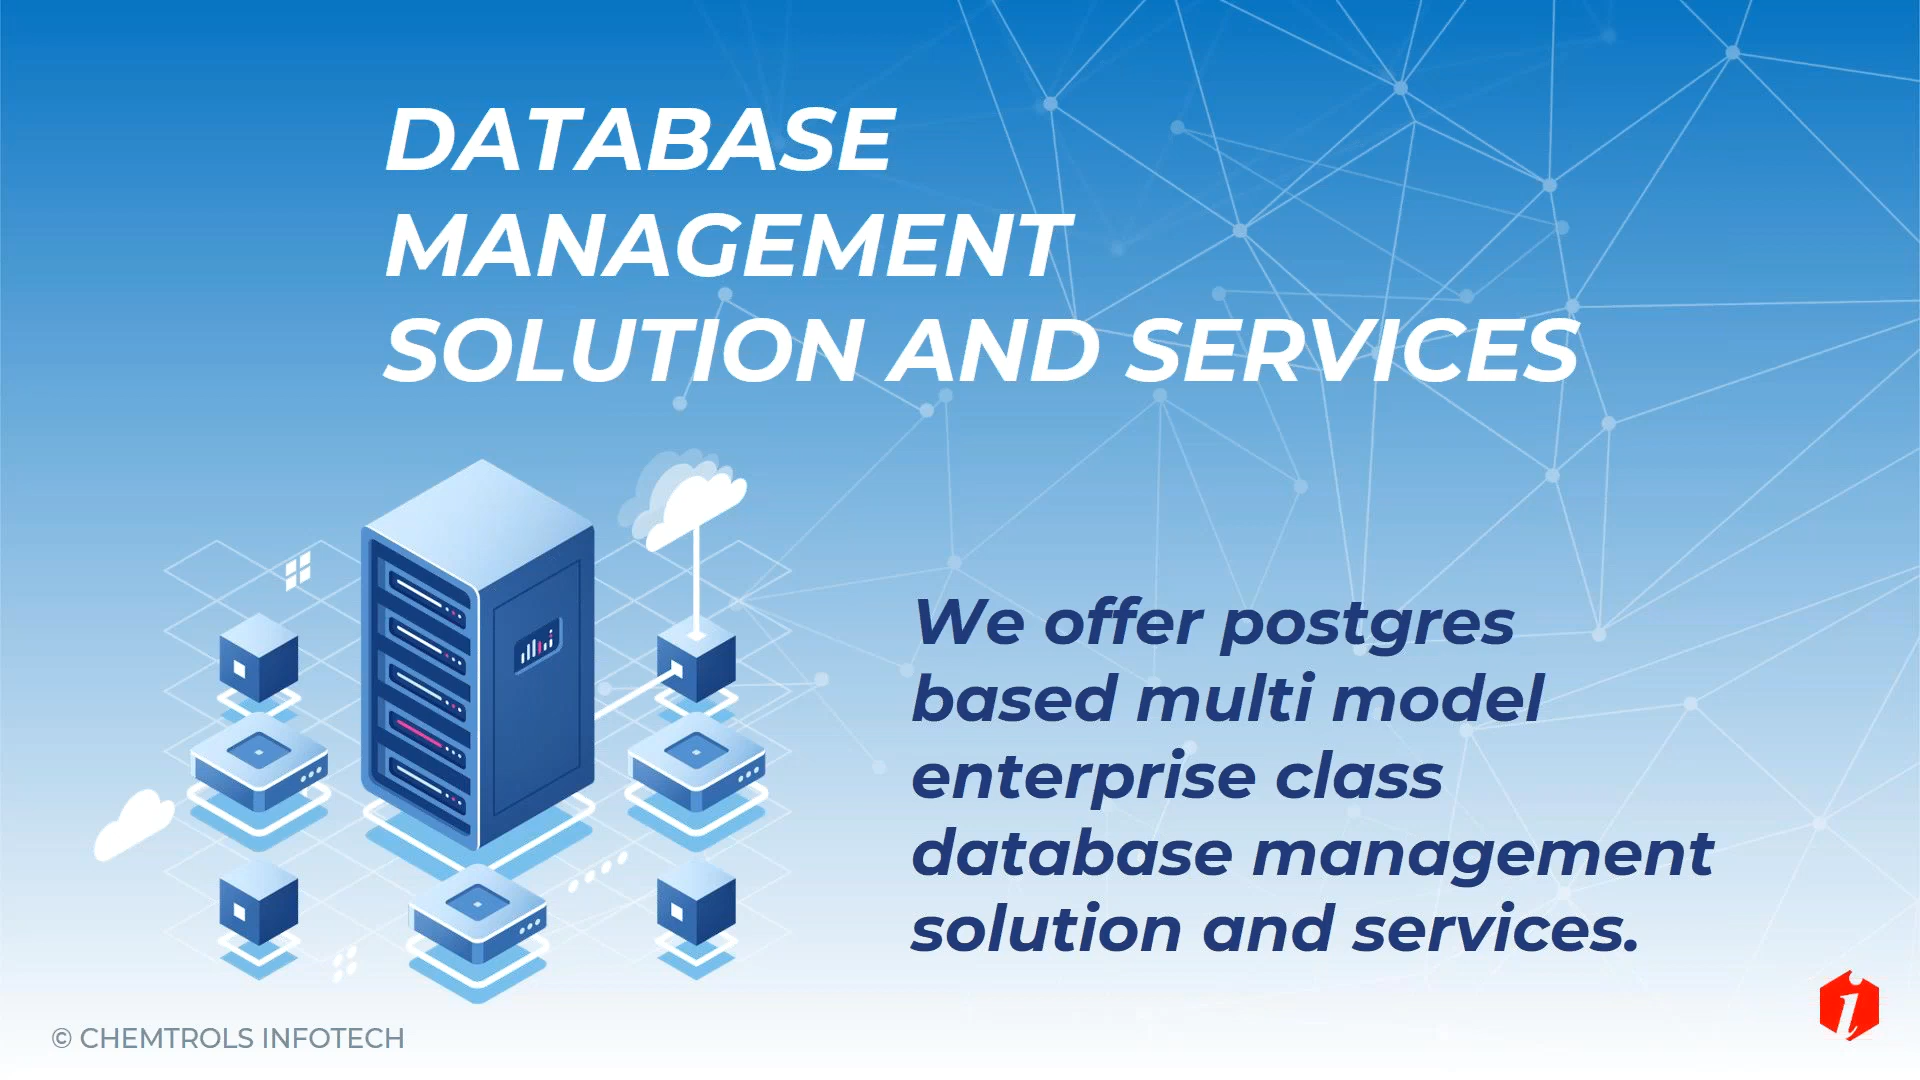 DATABASE
MANAGEMENT
SOLUTION AND SERVICES
We offer postgres
based multi model
enterprise class
database management
solution and services.
i
© CHEMTROLS INFOTECH